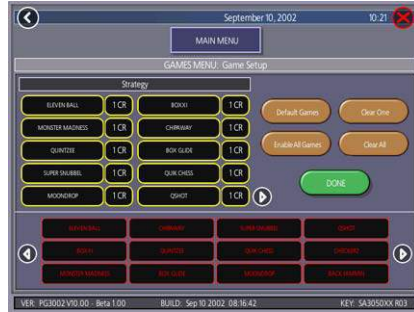 September 10, 2002 10:21
MAIN MENU
GAMES MENU: Game Setup
Strategy
ELEVEN BALL 1 CR BOXXI 1 CR
MONSTER MADNESS 1 CR CHIPAWAY 1 CR
QUINTZEE 1 CR BOX GLIDE 1 CR
SUPER SNUBBEL 1 CR QUIK CHESS 1 CR
MOONDROP 1 CR QSHOT 1 CR
Default Games Clear One
Enable All Games Clear All
DONE
ELEVEN BALL CHIPAWAY SUPER SNUBBEL QSHOT
BOXXI QUINTZEE QUIK CHESS CHECKERS
MONSTER MADNESS BOX GLIDE MOONDROP
VER: PG3002 V10.00 - Beta 1.00 BUILD: Sep 10 2002 08:16:42 KEY: SA3050XX R03